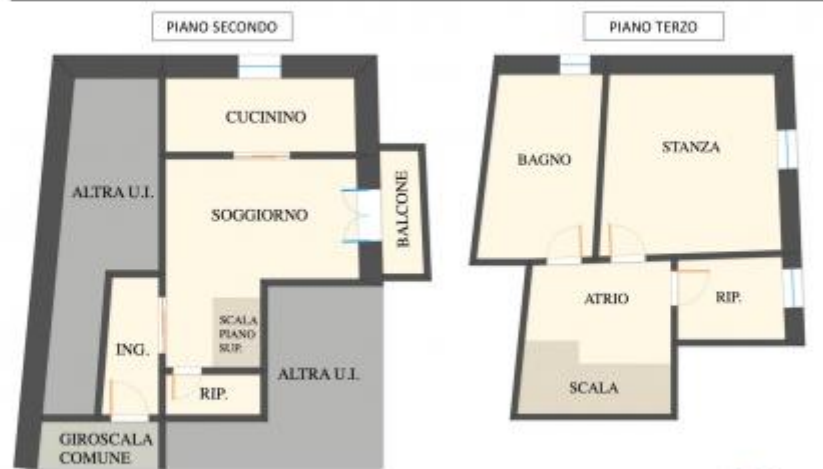 PIANO SECONDO
CUCININO
ALTRA U.I.
SOGGIORNO
BALCONE
SCALA
PIANO
SUP.
ING.
RIP.
ALTRA U.I.
GIROSCALA
COMUNE
PIANO TERZO
BAGNO
STANZA
ATRIO
RIP.
SCALA